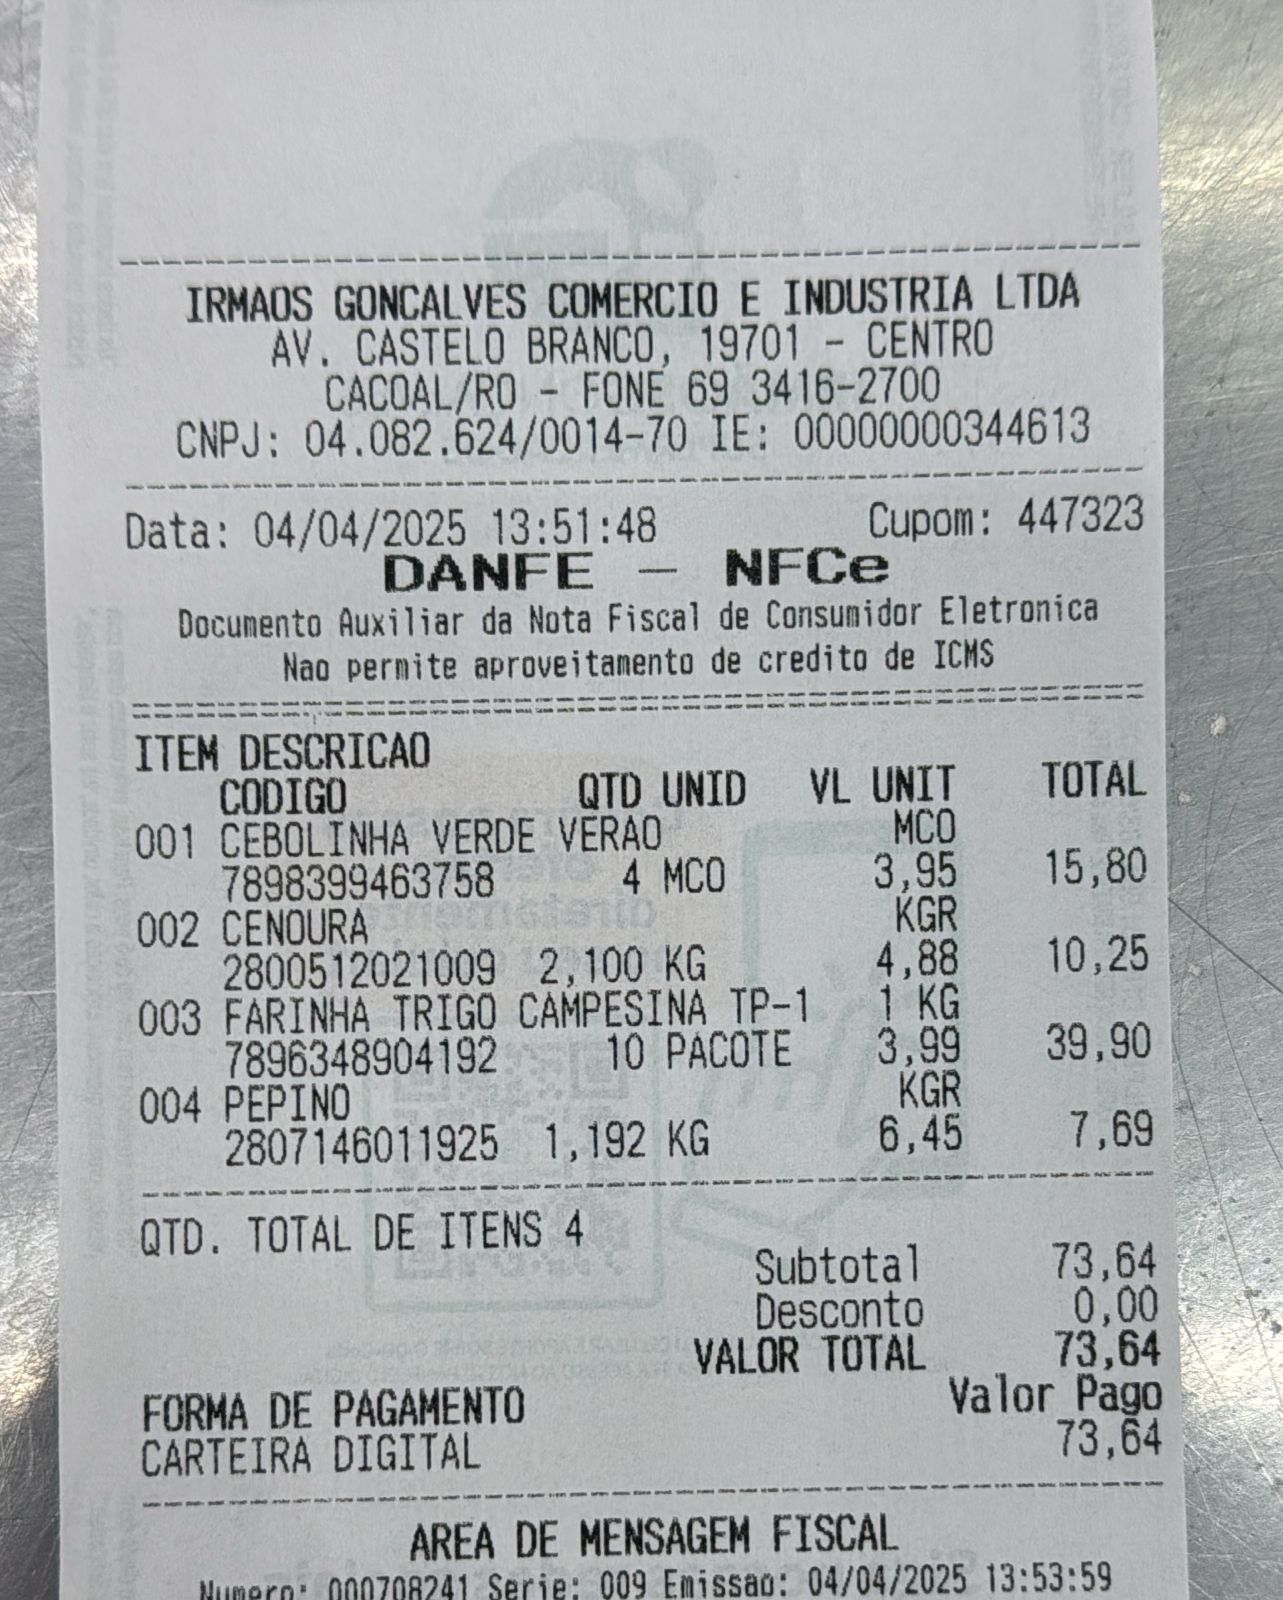 IRMAOS GONCALVES COMERCIO E INDUSTRIA LTDA
AV. CASTELO BRANCO, 19701 - CENTRO
CACOAL/RO - FONE 69 3416-2700
CNPJ: 04.082.624/0014-70 IE: 00000000344613
Data: 04/04/2025 13:51:48 Cupom: 447323
DANFE - NFCe
Documento Auxiliar da Nota Fiscal de Consumidor Eletronica
Nao permite aproveitamento de credito de ICMS
ITEM DESCRICAO
CODIGO QTD UNID VL UNIT TOTAL
001 CEBOLINHA VERDE VERAO MCO
7898399463758 4 MCO 3,95 15,80
002 CENOURA KGR
2800512021009 2,100 KG 4,88 10,25
003 FARINHA TRIGO CAMPESINA TP-1 1 KG
7896348904192 10 PACOTE 3,99 39,90
004 PEPINO KGR
2807146011925 1,192 KG 6,45 7,69
QTD. TOTAL DE ITENS 4
Subtotal 73,64
Desconto 0,00
VALOR TOTAL 73,64
FORMA DE PAGAMENTO Valor Pago
CARTEIRA DIGITAL 73,64
AREA DE MENSAGEM FISCAL
Numero: 000708241 Serie: 009 Emissao: 04/04/2025 13:53:59